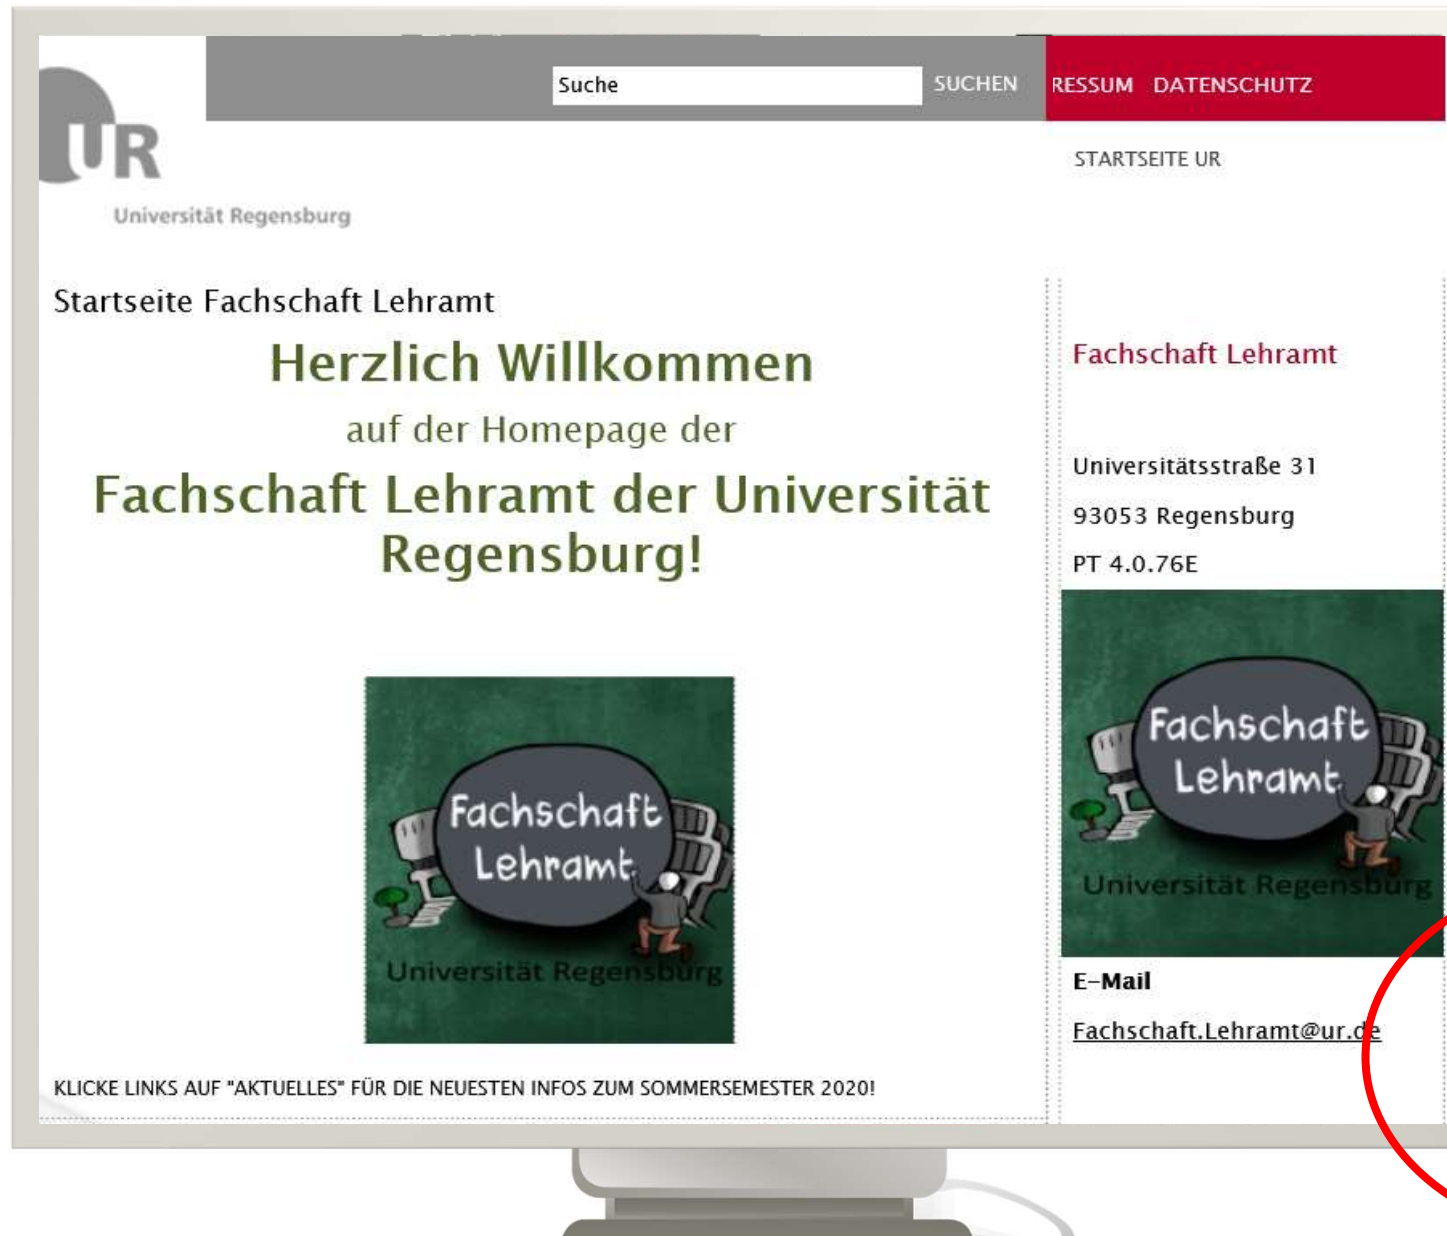 Suche
SUCHEN
RESSUM DATENSCHUTZ
UR
Universität Regensburg
STARTSEITE UR
Startseite Fachschaft Lehramt
Herzlich Willkommen
auf der Homepage der
Fachschaft Lehramt der Universität
Regensburg!
Fachschaft
Lehramt
Universität Regensburg
KLICKE LINKS AUF "AKTUELLES" FÜR DIE NEUESTEN INFOS ZUM SOMMERSEMESTER 2020!
Fachschaft Lehramt
Universitätsstraße 31
93053 Regensburg
PT 4.0.76E
Fachschaft
Lehramt
Universität Regensburg
E-Mail
Fachschaft.Lehramt@ur.de